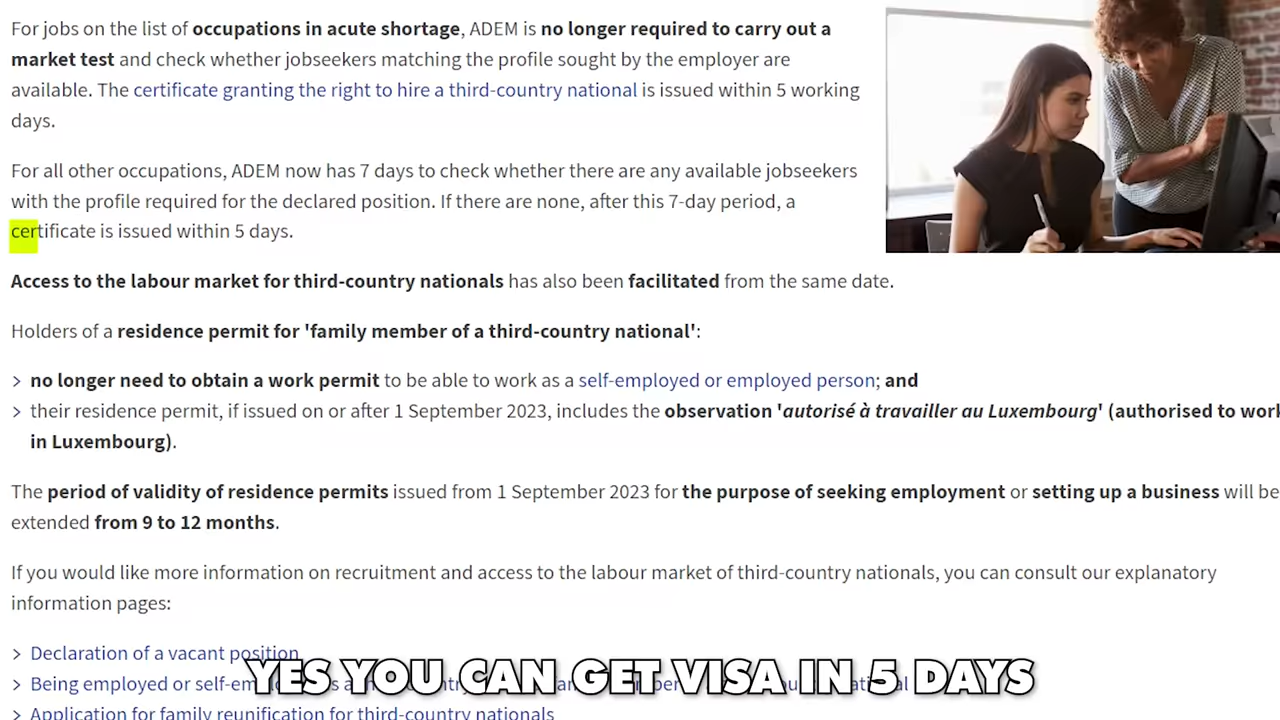 For jobs on the list of occupations in acute shortage, ADEM is no longer required to carry out a
market test and check whether jobseekers matching the profile sought by the employer are
available. The certificate granting the right to hire a third-country national is issued within 5 working
days.
For all other occupations, ADEM now has 7 days to check whether there are any available jobseekers
with the profile required for the declared position. If there are none, after this 7-day period, a
certificate is issued within 5 days.
Access to the labour market for third-country nationals has also been facilitated from the same date.
Holders of a residence permit for 'family member of a third-country national':
> no longer need to obtain a work permit to be able to work as a self-employed or employed person; and
> their residence permit, if issued on or after 1 September 2023, includes the observation 'autorisé à travailler au Luxembourg' (authorised to work
in Luxembourg).
The period of validity of residence permits issued from 1 September 2023 for the purpose of seeking employment or setting up a business will be
extended from 9 to 12 months.
If you would like more information on recruitment and access to the labour market of third-country nationals, you can consult our explanatory
information pages:
> Declaration of a vacant position
> Being employed or
> Application for family reunification for third-country nationals
YES YOU CAN GET VISA IN 5 DAYS